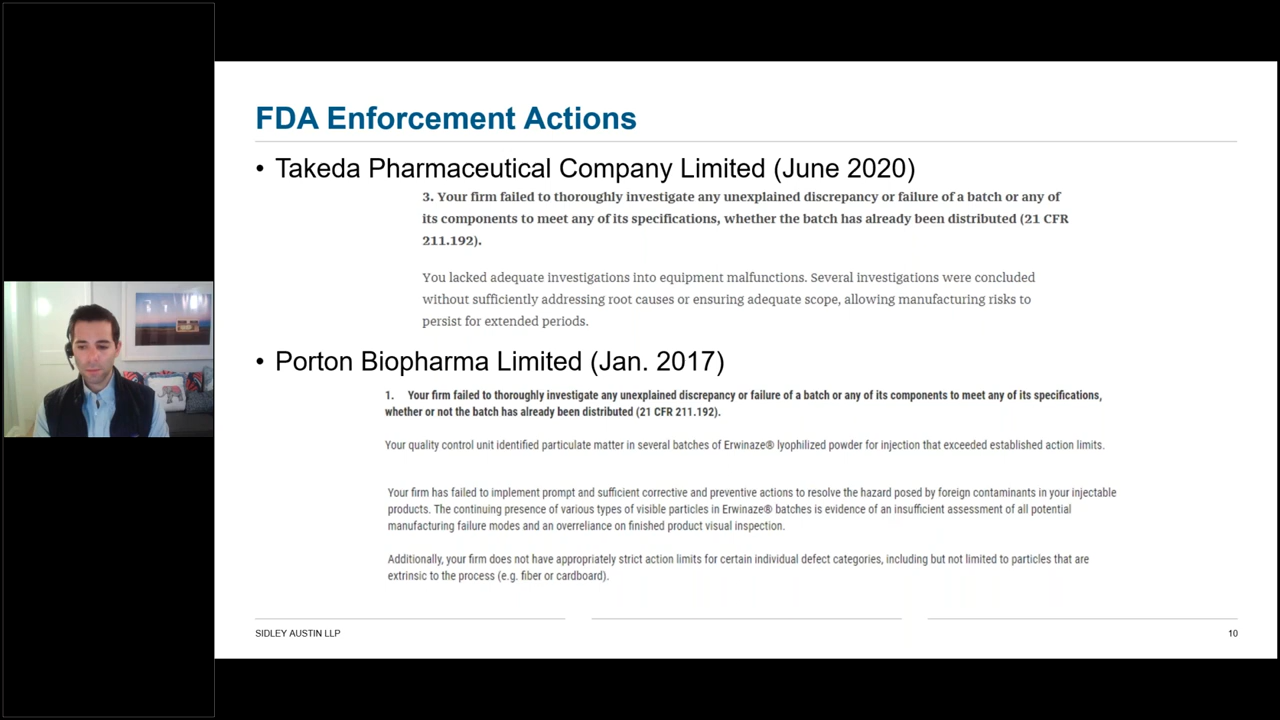 FDA Enforcement Actions
• Takeda Pharmaceutical Company Limited (June 2020)
3. Your firm failed to thoroughly investigate any unexplained discrepancy or failure of a batch or any of
its components to meet any of its specifications, whether the batch has already been distributed (21 CFR
211.192).
You lacked adequate investigations into equipment malfunctions. Several investigations were concluded
without sufficiently addressing root causes or ensuring adequate scope, allowing manufacturing risks to
persist for extended periods.
• Porton Biopharma Limited (Jan. 2017)
1. Your firm failed to thoroughly investigate any unexplained discrepancy or failure of a batch or any of its components to meet any of its specifications,
whether or not the batch has already been distributed (21 CFR 211.192).
Your quality control unit identified particulate matter in several batches of Erwinaze® lyophilized powder for injection that exceeded established action limits.
Your firm has failed to implement prompt and sufficient corrective and preventive actions to resolve the hazard posed by foreign contaminants in your injectable
products. The continuing presence of various types of visible particles in Erwinaze® batches is evidence of an insufficient assessment of all potential
manufacturing failure modes and an overreliance on finished product visual inspection.
Additionally, your firm does not have appropriately strict action limits for certain individual defect categories, including but not limited to particles that are
extrinsic to the process (e.g. fiber or cardboard).
SIDLEY AUSTIN LLP
10